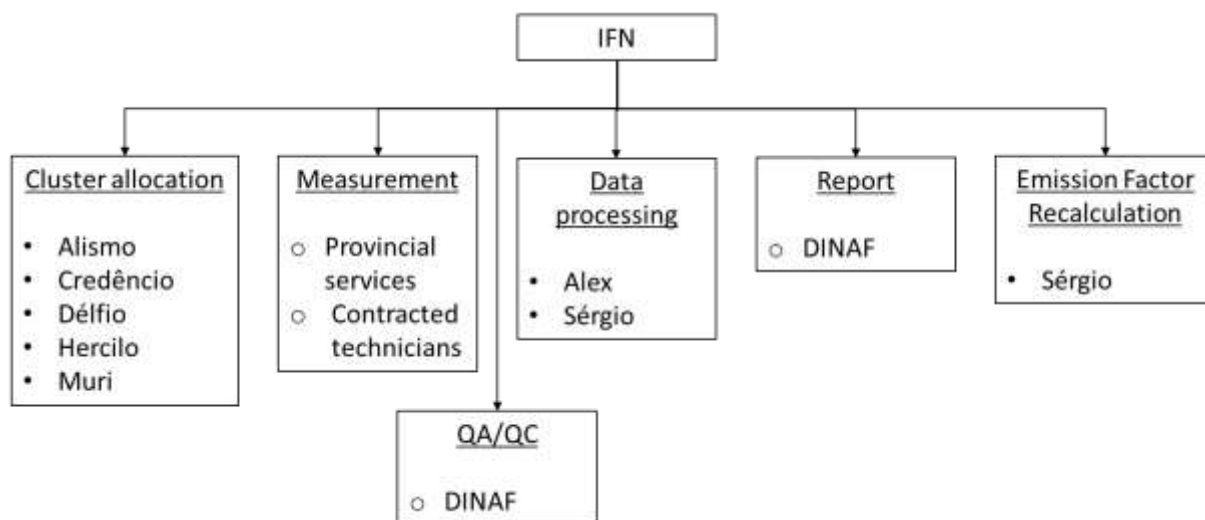 IFN
Cluster allocation
• Alismo
• Credêncio
• Délfio
• Hercilo
• Muri
Measurement
○ Provincial
services
○ Contracted
technicians
Data
processing
• Alex
• Sérgio
Report
○ DINAF
Emission Factor
Recalculation
• Sérgio
QA/QC
○ DINAF